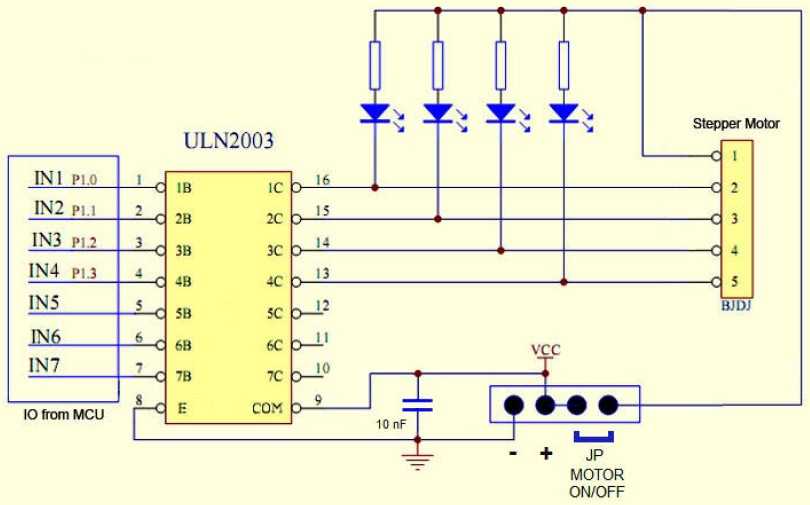 ULN2003
Stepper Motor
IN1 P1.0 1 1B 1C 16
IN2 P1.1 2 2B 2C 15
IN3 P1.2 3 3B 3C 14
IN4 P1.3 4 4B 4C 13
IN5 5 5B 5C 12
IN6 6 6B 6C 11
IN7 7 7B 7C 10
8 E COM 9
IO from MCU
1
2
3
4
5
BJDJ
VCC
10 nF
- +
JP
MOTOR
ON/OFF